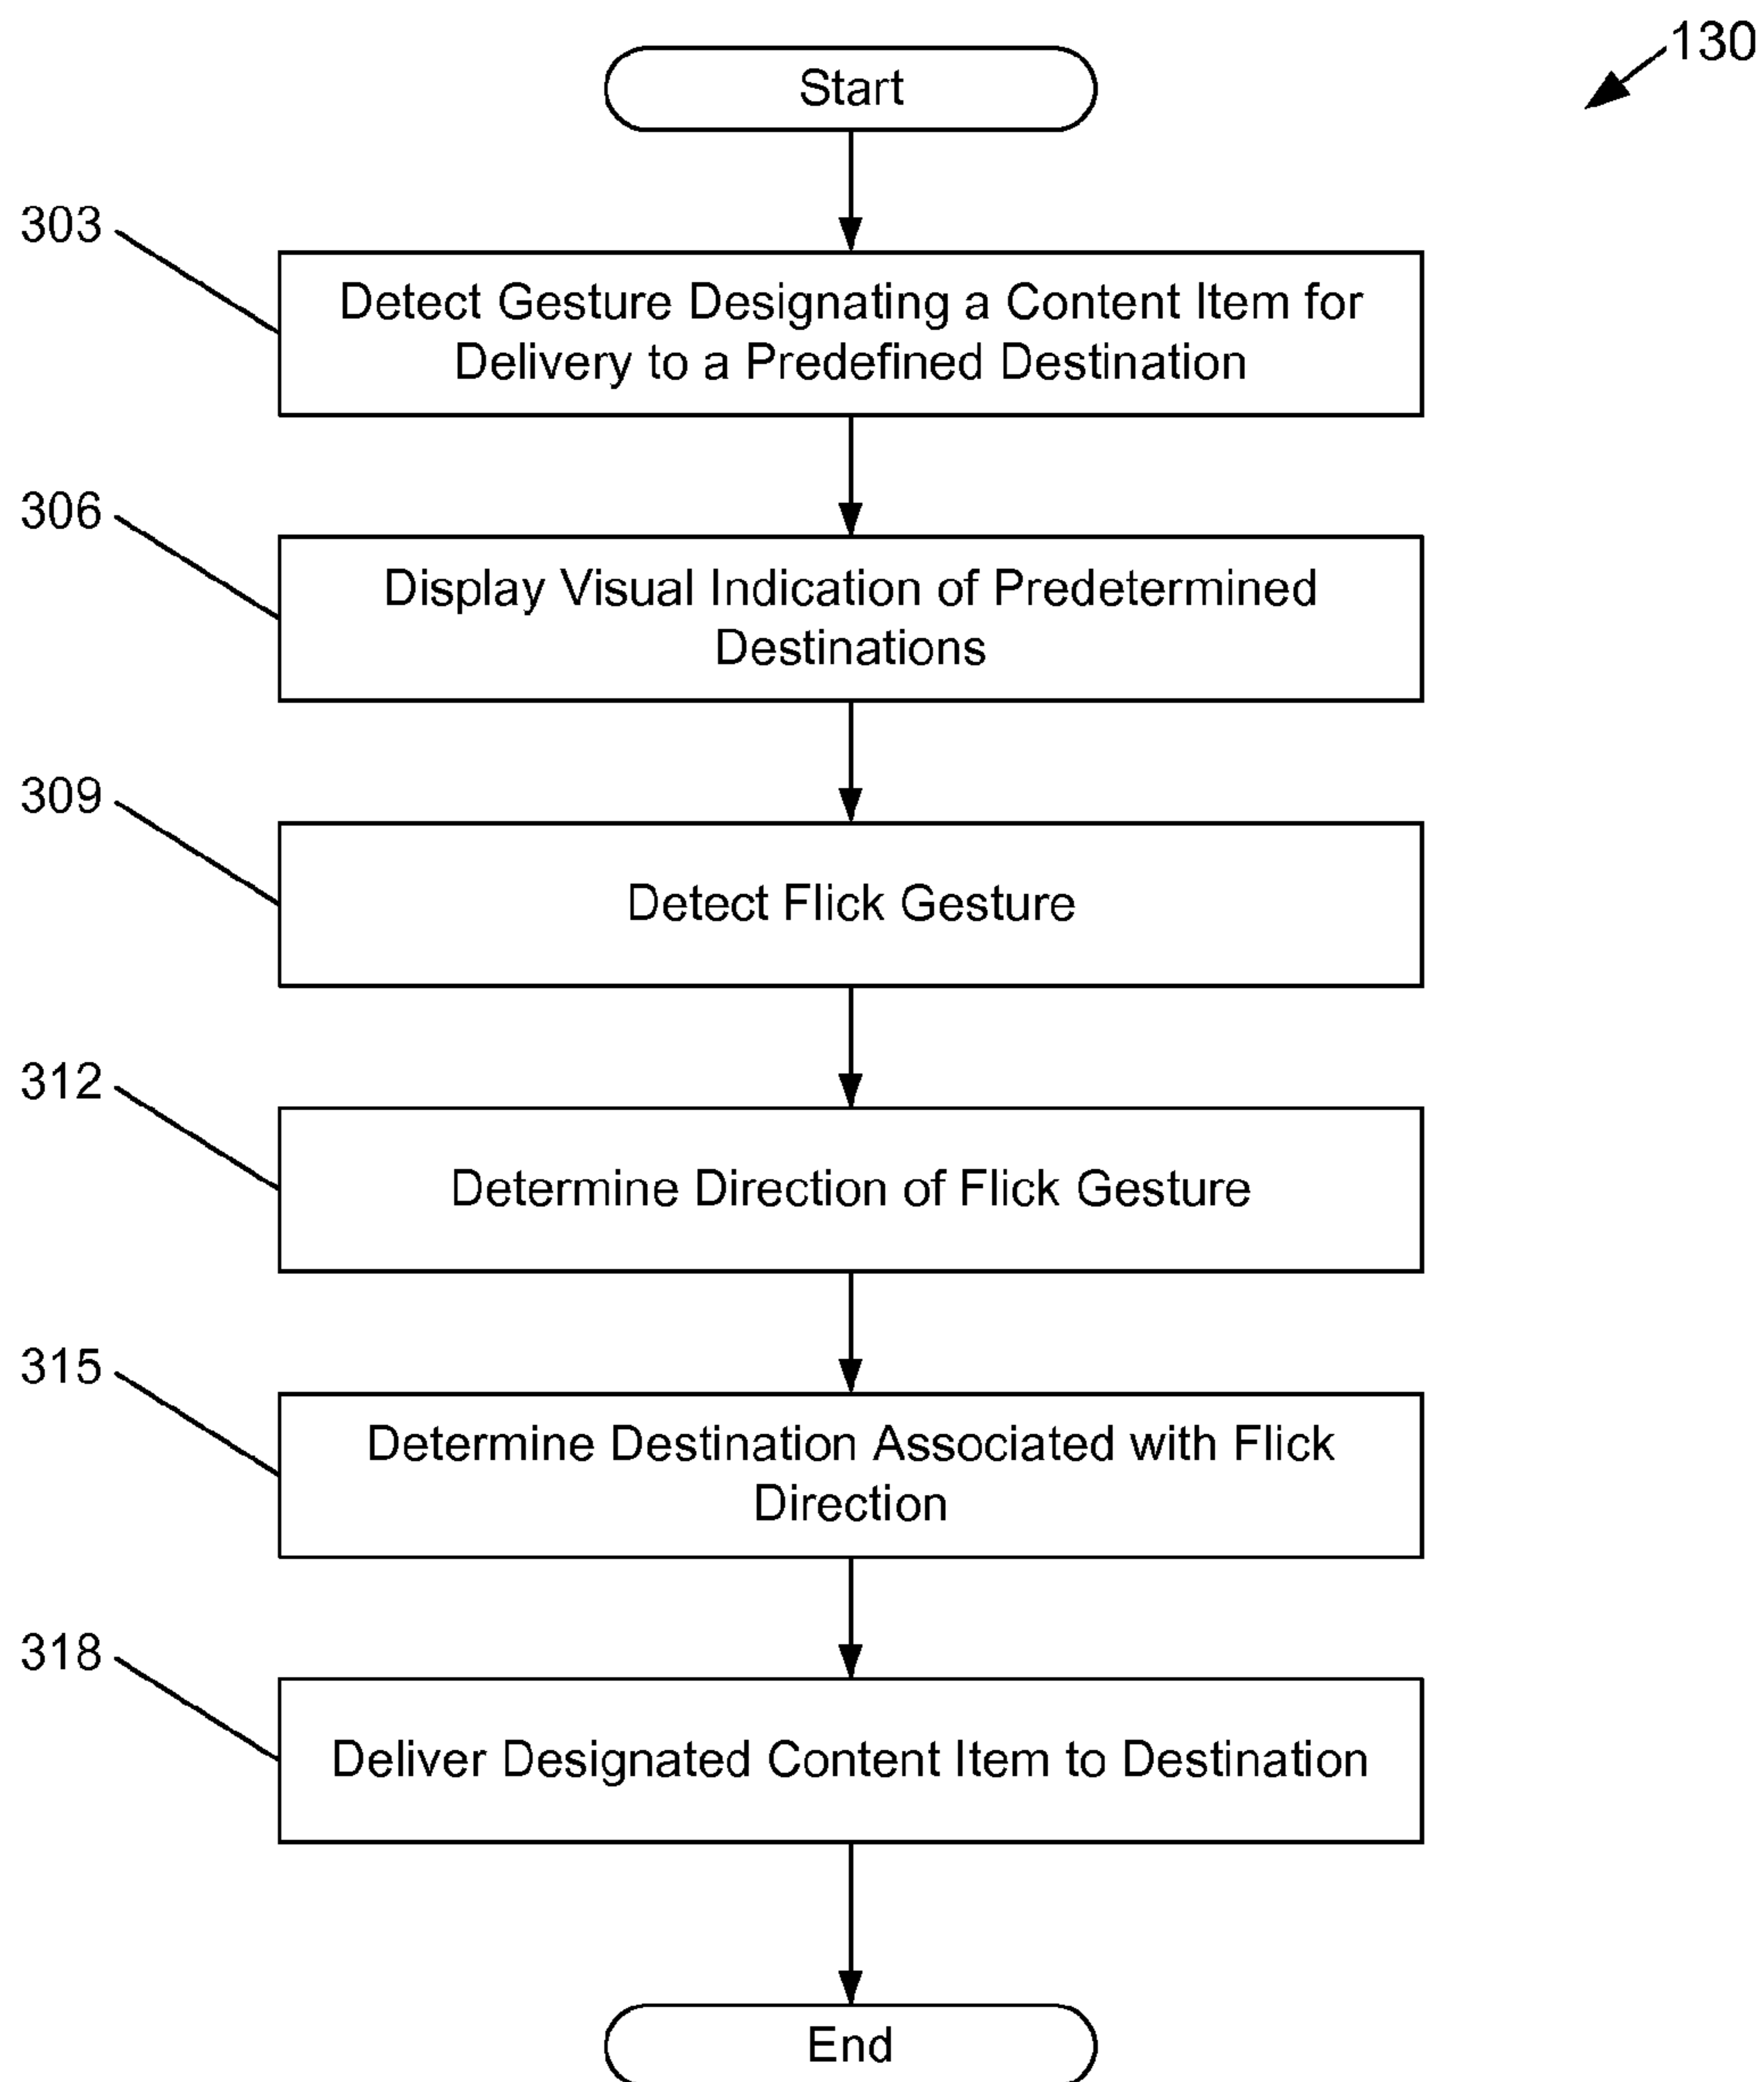 130
Start
303
Detect Gesture Designating a Content Item for
Delivery to a Predefined Destination
306
Display Visual Indication of Predetermined
Destinations
309
Detect Flick Gesture
312
Determine Direction of Flick Gesture
315
Determine Destination Associated with Flick
Direction
318
Deliver Designated Content Item to Destination
End